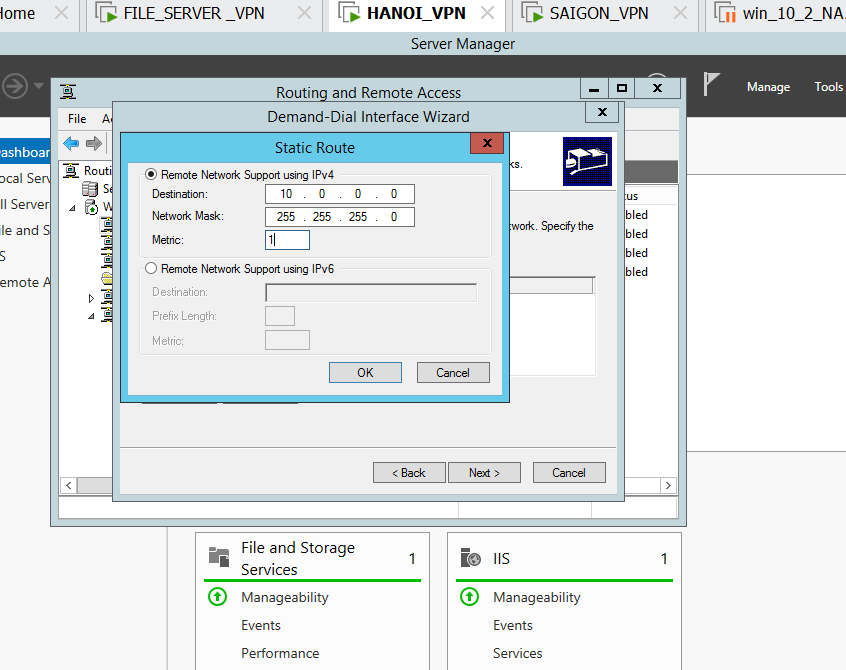 Home
FILE_SERVER _VPN
HANOI_VPN
SAIGON_VPN
win_10_2_NA
Server Manager
Manage
Tools
Routing and Remote Access
File
Demand-Dial Interface Wizard
Static Route
Remote Network Support using IPv4
Destination: 10 . 0 . 0 . 0
Network Mask: 255 . 255 . 255 . 0
Metric: 1
Remote Network Support using IPv6
Destination:
Prefix Length:
Metric:
OK
Cancel
ks.
twork. Specify the
< Back
Next >
Cancel
Dashboar
ocal Serv
ll Server
ile and S
S
emote A
Routi
Se
W
us
bled
bled
bled
bled
File and Storage
Services
1
Manageability
Events
Performance
IIS
1
Manageability
Events
Services